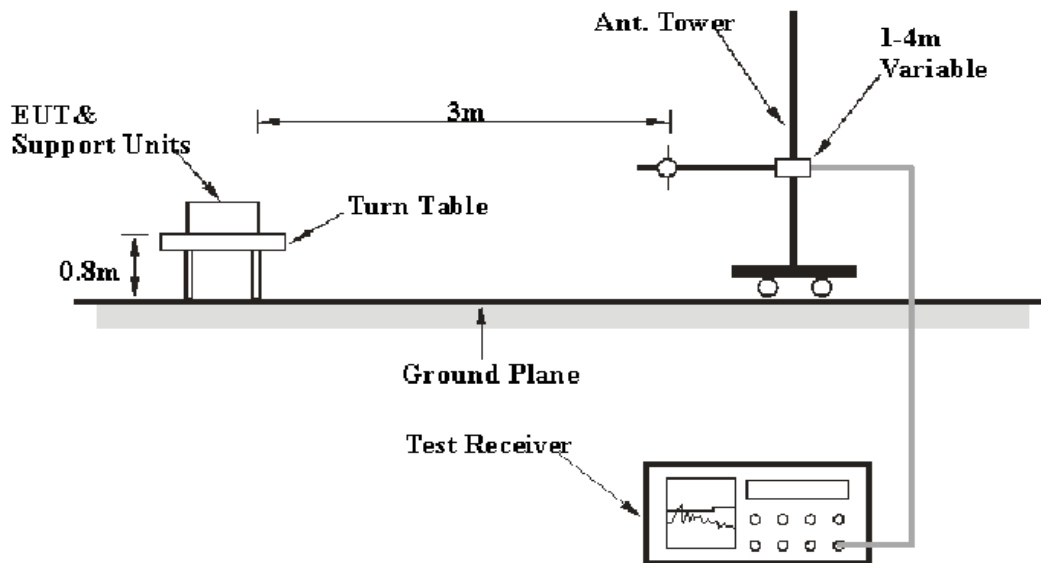 Ant. Tower
1-4m
Variable
3m
EUT&
Support Units
Turn Table
0.8m
Ground Plane
Test Receiver